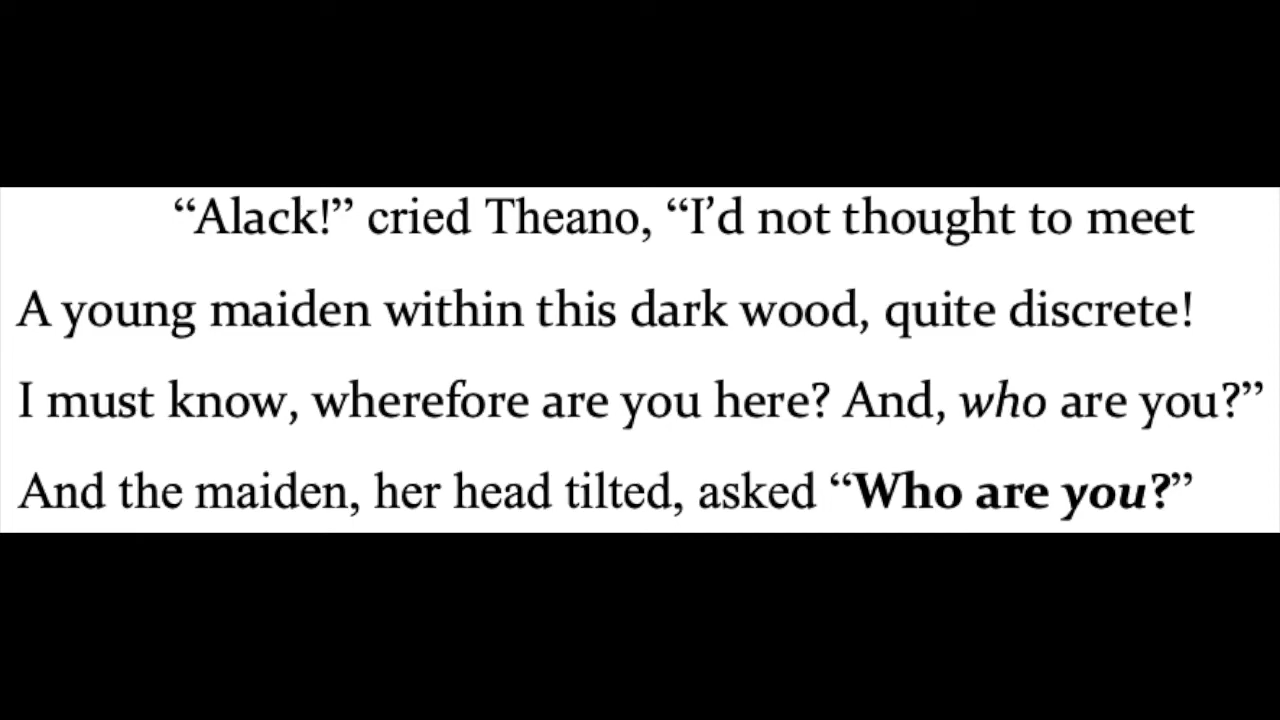 “Alack!” cried Theano, “I’d not thought to meet
A young maiden within this dark wood, quite discrete!
I must know, wherefore are you here? And, who are you?”
And the maiden, her head tilted, asked “Who are you?”